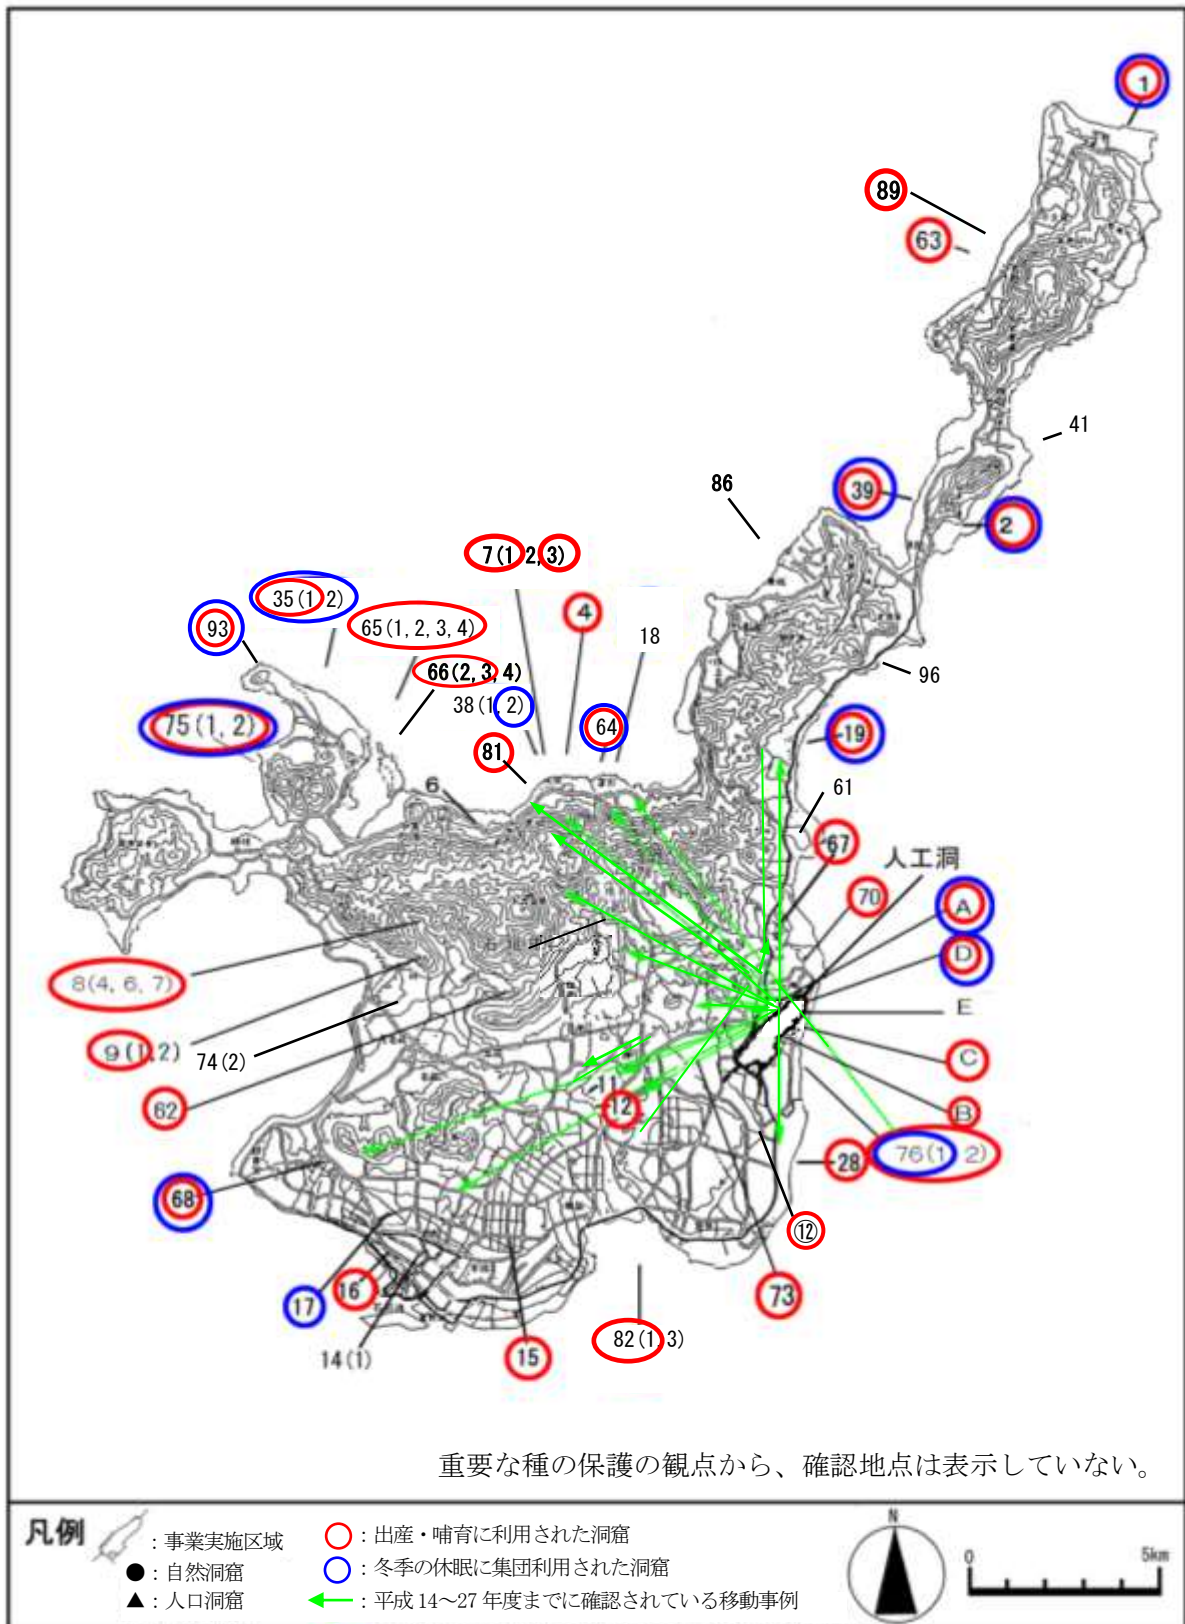 1
89
63
41
86
39
2
7(1, 2, 3)
35(1, 2)
4
93
65(1, 2, 3, 4)
18
66(2, 3, 4)
96
38(1, 2)
75(1, 2)
64
19
81
6
61
67
人工洞
70
A
D
8(4, 6, 7)
E
9(1, 2)
74(2)
C
11
62
12
B
28
76(1, 2)
68
⑫
17
16
73
82(1, 3)
14(1)
15
重要な種の保護の観点から、確認地点は表示していない。
凡例
：事業実施区域
：出産・哺育に利用された洞窟
N
●：自然洞窟
：冬季の休眠に集団利用された洞窟
0 5km
▲：人口洞窟
：平成 14～27 年度までに確認されている移動事例